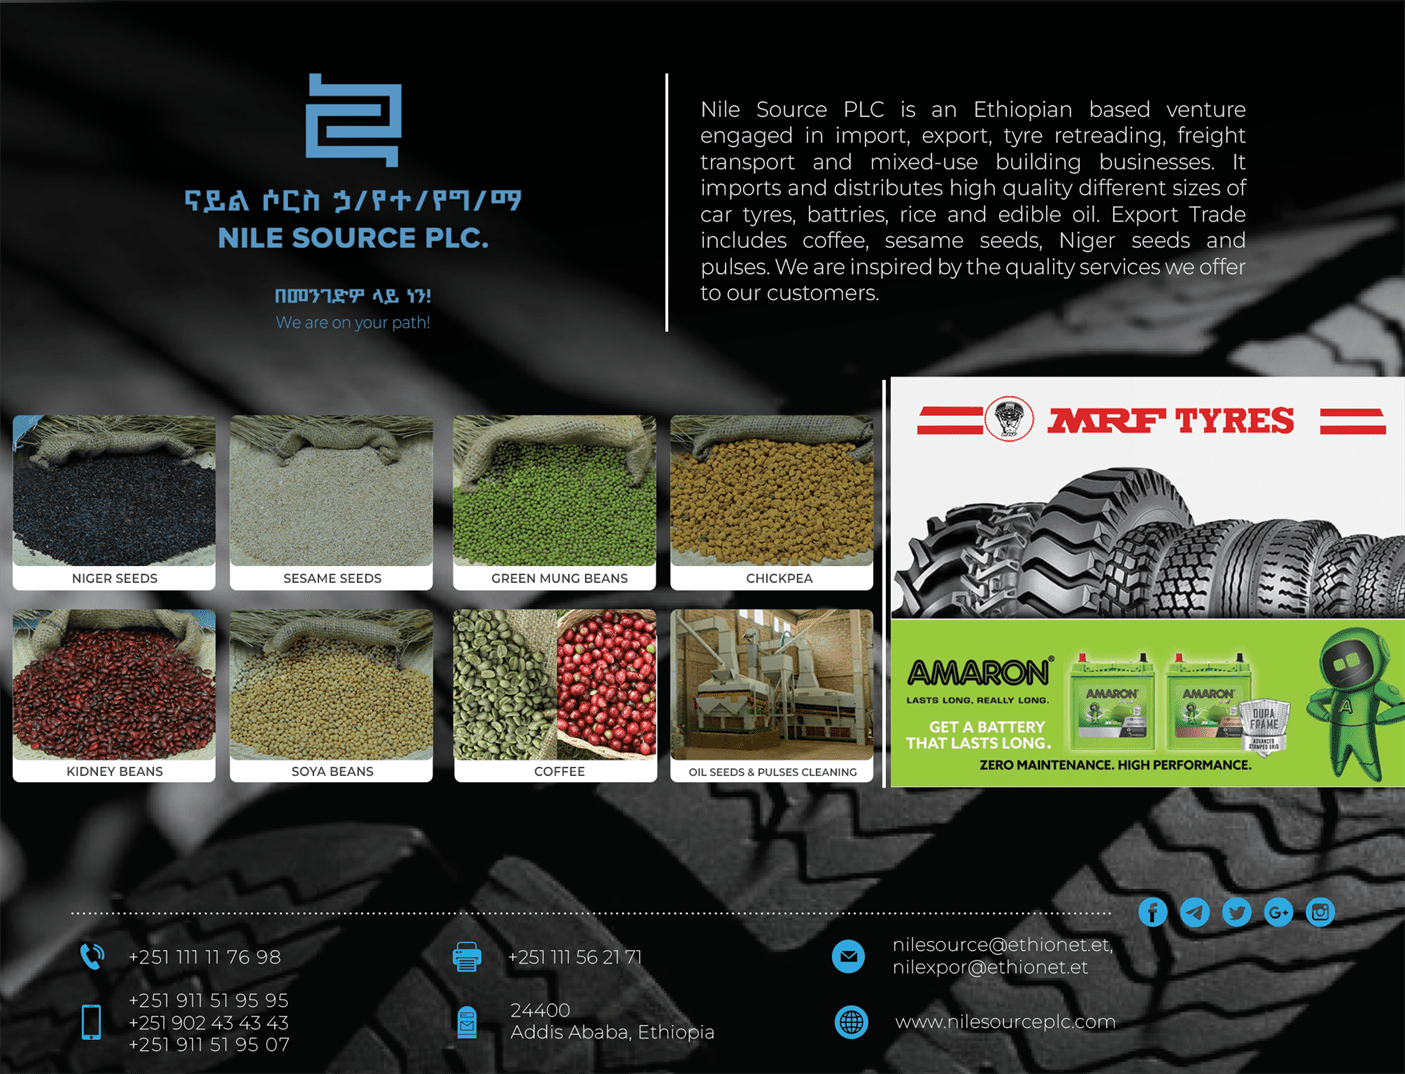 ናይል ሶርስ ኃ/የተ/የግ/ማ
NILE SOURCE PLC.
በመንገድዎ ላይ ነን!
We are on your path!
Nile Source PLC is an Ethiopian based venture
engaged in import, export, tyre retreading, freight
transport and mixed-use building businesses. It
imports and distributes high quality different sizes of
car tyres, battries, rice and edible oil. Export Trade
includes coffee, sesame seeds, Niger seeds and
pulses. We are inspired by the quality services we offer
to our customers.
NIGER SEEDS
SESAME SEEDS
GREEN MUNG BEANS
CHICKPEA
KIDNEY BEANS
SOYA BEANS
COFFEE
OIL SEEDS & PULSES CLEANING
MRF TYRES
AMARON®
LASTS LONG, REALLY LONG.
GET A BATTERY
THAT LASTS LONG.
AMARON
AMARON
DURA
FRAME
ADVANCED
STAMPED GRID
A
ZERO MAINTENANCE. HIGH PERFORMANCE.
+251 111 11 76 98
+251 911 51 95 95
+251 902 43 43 43
+251 911 51 95 07
+251 111 56 21 71
24400
Addis Ababa, Ethiopia
nilesource@ethionet.et,
nilexpor@ethionet.et
www.nilesourceplc.com